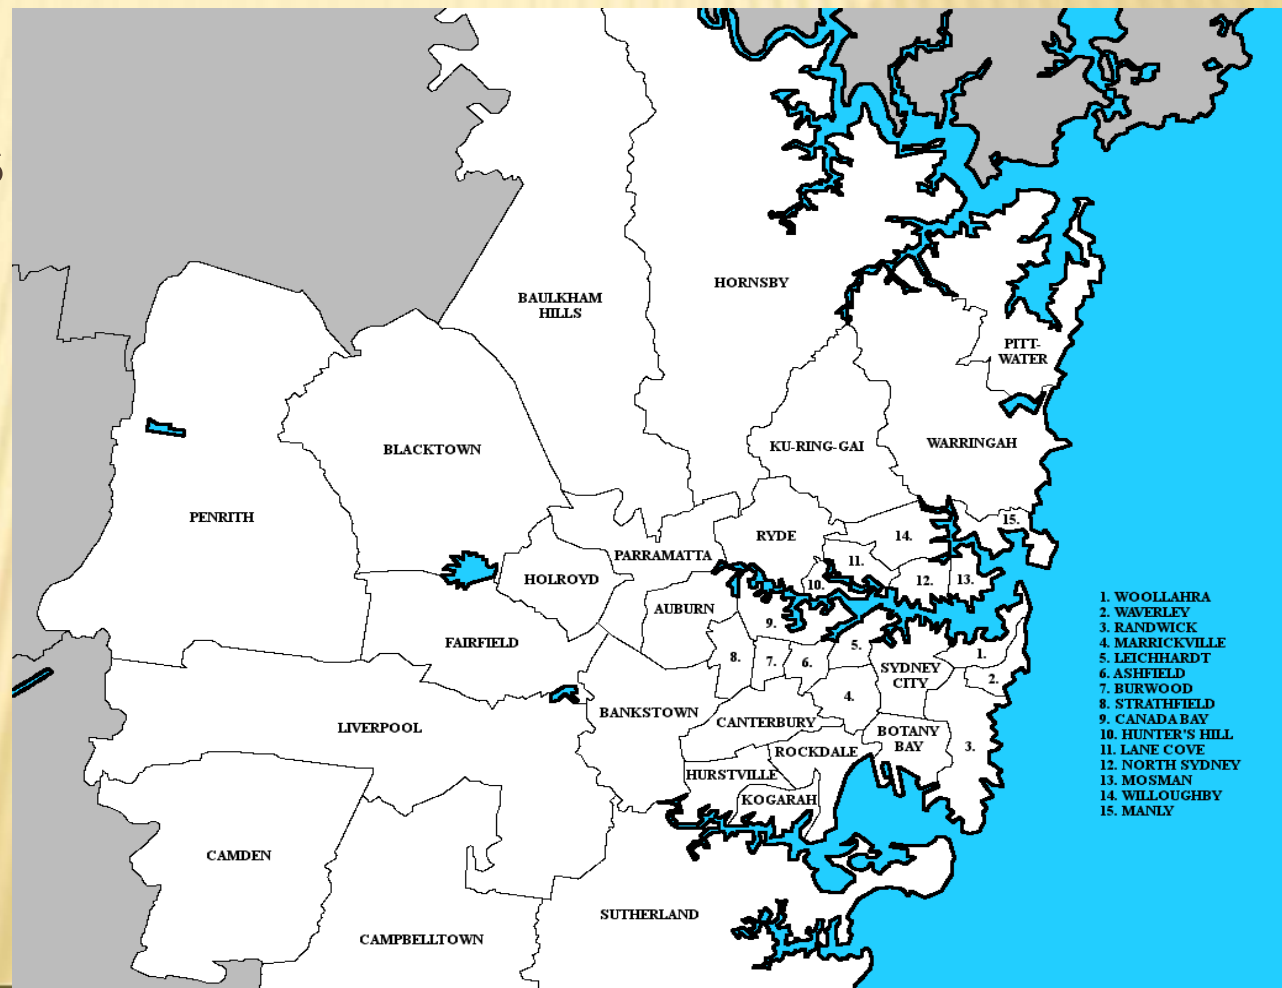 HORNSBY
BAULKHAM
HILLS
PITT-
WATER
KU-RING-GAI
WARRINGAH
BLACKTOWN
PENRITH
15.
RYDE
14.
PARRAMATTA
11.
HOLROYD
10.
12.
13.
AUBURN
9.
FAIRFIELD
5.
8.
7.
6.
1.
SYDNEY
CITY
2.
4.
BANKSTOWN
CANTERBURY
LIVERPOOL
BOTANY
BAY
3.
ROCKDALE
HURSTVILLE
KOGARAH
CAMDEN
SUTHERLAND
CAMPBELLTOWN
1. WOOLLAHRA
2. WAVERLEY
3. RANDWICK
4. MARRICKVILLE
5. LEICHHARDT
6. ASHFIELD
7. BURWOOD
8. STRATHFIELD
9. CANADA BAY
10. HUNTER'S HILL
11. LANE COVE
12. NORTH SYDNEY
13. MOSMAN
14. WILLOUGHBY
15. MANLY